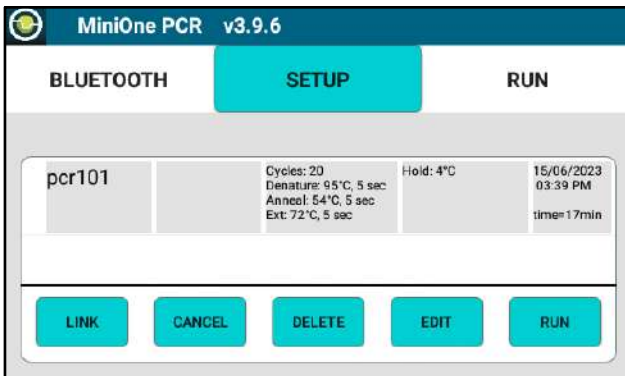 MiniOne PCR v3.9.6
BLUETOOTH SETUP RUN
pcr101
Cycles: 20
Denature: 95°C, 5 sec
Anneal: 54°C, 5 sec
Ext: 72°C, 5 sec
Hold: 4°C
15/06/2023
03:39 PM
time=17min
LINK CANCEL DELETE EDIT RUN